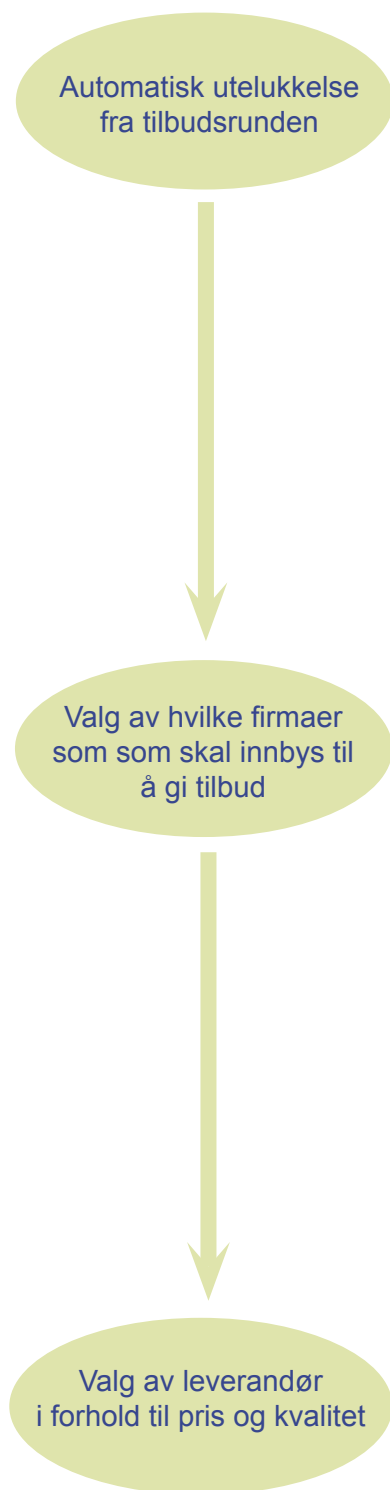 Automatisk utelukkelse
fra tilbudsrunden
Valg av hvilke firmaer
som som skal innbys til
å gi tilbud
Valg av leverandør
i forhold til pris og kvalitet